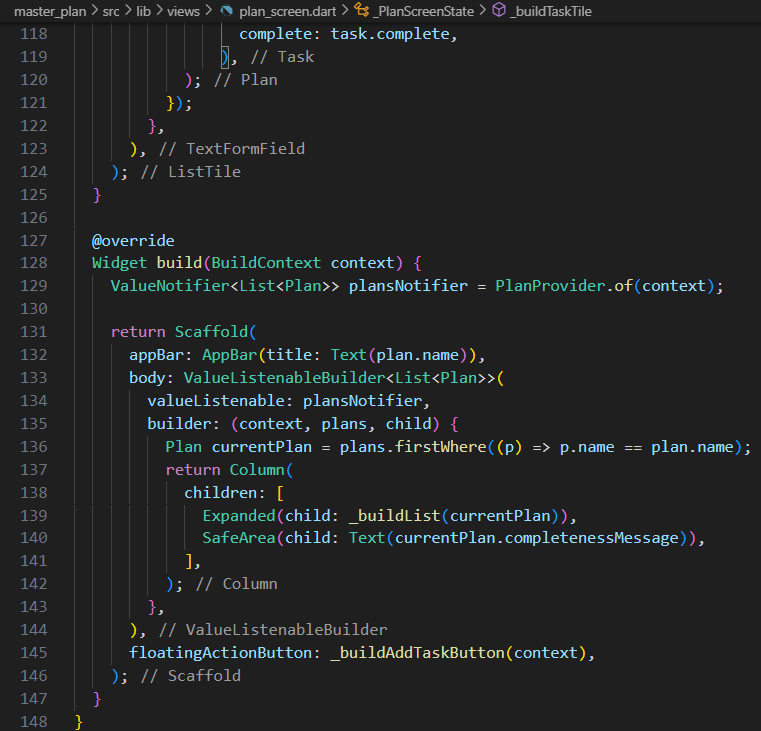 master_plan > src > lib > views > plan_screen.dart > _PlanScreenState > _buildTaskTile
118 complete: task.complete,
119 ), // Task
120 ); // Plan
121 });
122 },
123 ), // TextFormField
124 ); // ListTile
125 }
126
127 @override
128 Widget build(BuildContext context) {
129 ValueNotifier<List<Plan>> plansNotifier = PlanProvider.of(context);
130
131 return Scaffold(
132 appBar: AppBar(title: Text(plan.name)),
133 body: ValueListenableBuilder<List<Plan>>(
134 valueListenable: plansNotifier,
135 builder: (context, plans, child) {
136 Plan currentPlan = plans.firstWhere((p) => p.name == plan.name);
137 return Column(
138 children: [
139 Expanded(child: _buildList(currentPlan)),
140 SafeArea(child: Text(currentPlan.completenessMessage)),
141 ],
142 ); // Column
143 },
144 ), // ValueListenableBuilder
145 floatingActionButton: _buildAddTaskButton(context),
146 ); // Scaffold
147 }
148 }